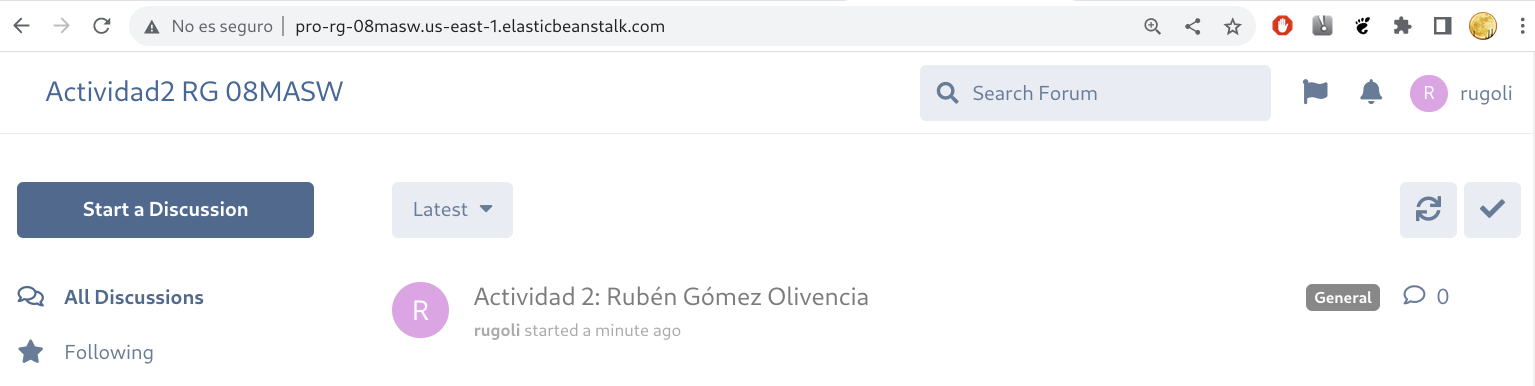 No es seguro | pro-rg-08masw.us-east-1.elasticbeanstalk.com
Actividad2 RG 08MASW
Search Forum
R
rugoli
Start a Discussion
Latest
All Discussions
Following
R
Actividad 2: Rubén Gómez Olivencia
rugoli started a minute ago
General
0